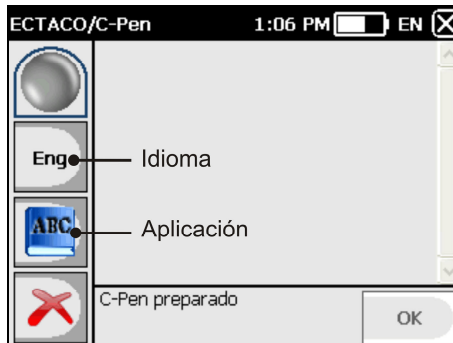 ECTACO/C-Pen 1:06 PM EN
Eng
Idioma
ABC
Aplicación
C-Pen preparado
OK